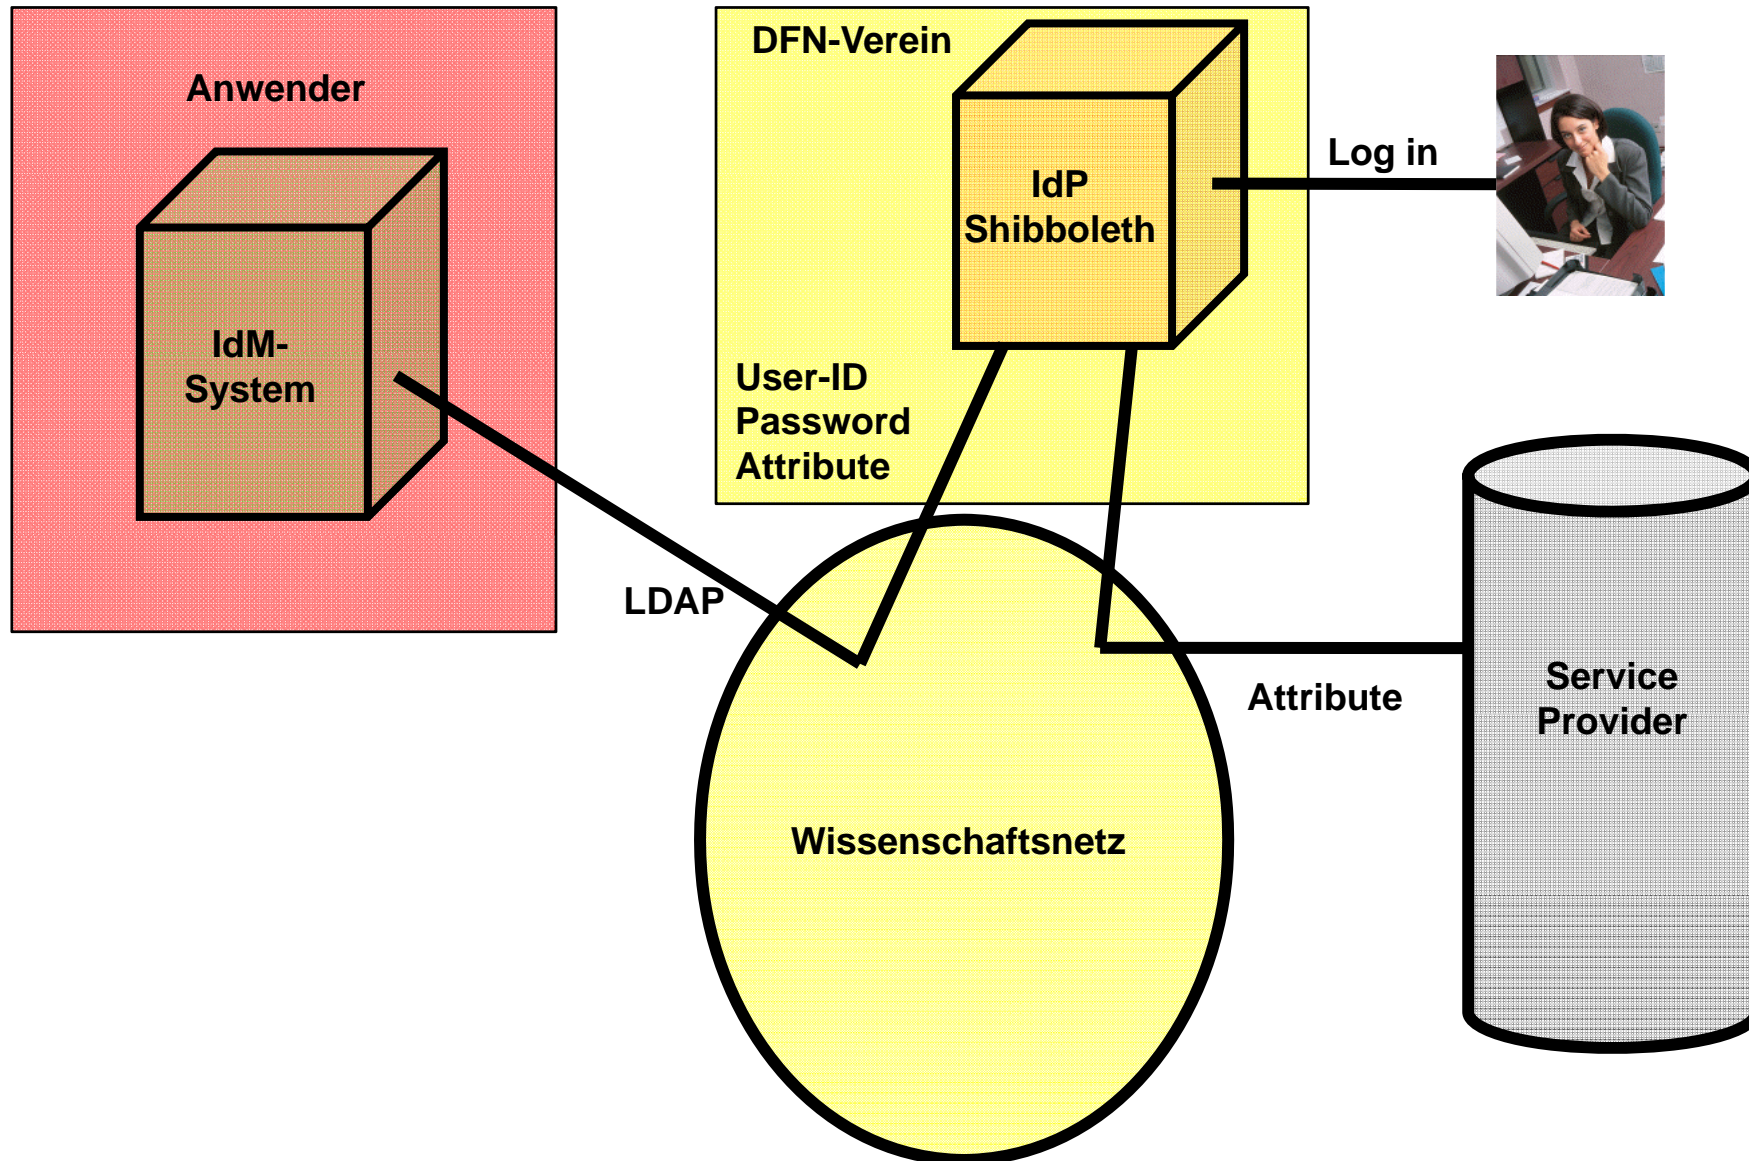 DFN-Verein
Anwender
Log in
IdP
Shibboleth
IdM-
System
User-ID
Password
Attribute
LDAP
Attribute
Service
Provider
Wissenschaftsnetz